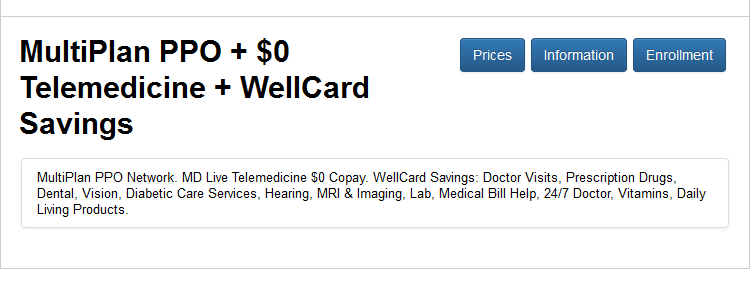 MultiPlan PPO + $0
Telemedicine + WellCard
Savings
Prices
Information
Enrollment
MultiPlan PPO Network. MD Live Telemedicine $0 Copay. WellCard Savings: Doctor Visits, Prescription Drugs,
Dental, Vision, Diabetic Care Services, Hearing, MRI & Imaging, Lab, Medical Bill Help, 24/7 Doctor, Vitamins, Daily
Living Products.